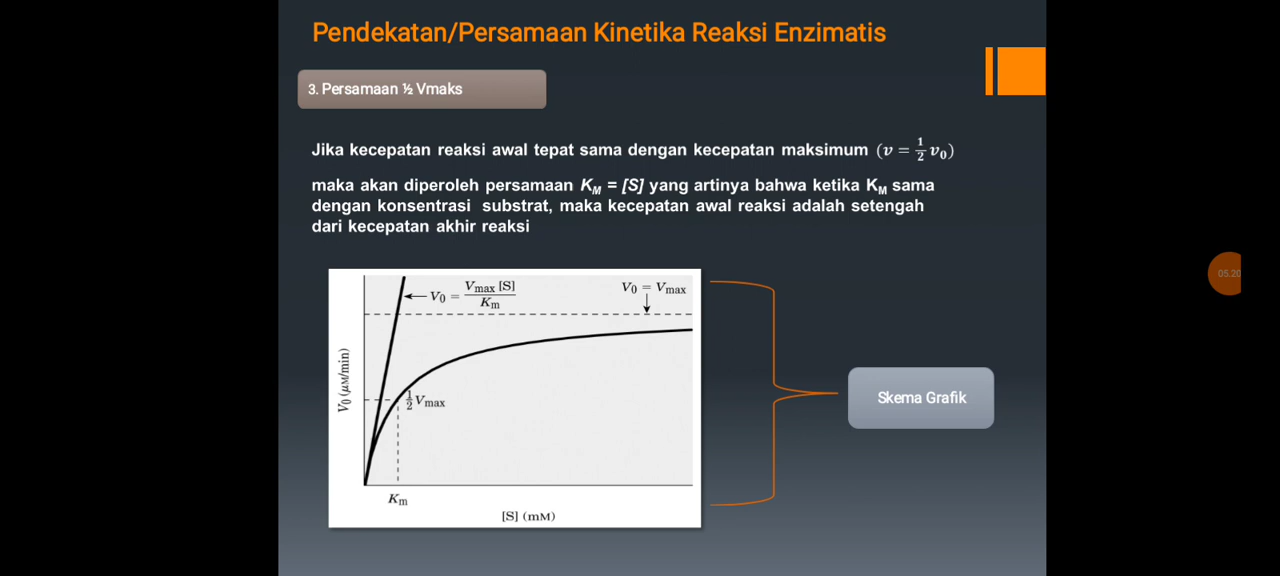 Pendekatan/Persamaan Kinetika Reaksi Enzimatis
3. Persamaan ½ Vmaks
Jika kecepatan reaksi awal tepat sama dengan kecepatan maksimum (v = 1/2 v₀)
maka akan diperoleh persamaan K_M = [S] yang artinya bahwa ketika K_M sama
dengan konsentrasi substrat, maka kecepatan awal reaksi adalah setengah
dari kecepatan akhir reaksi
V₀ = V_max [S] / K_m
V₀ = V_max
V₀ (μM/min)
1/2 V_max
K_m
[S] (mM)
Skema Grafik
05.20